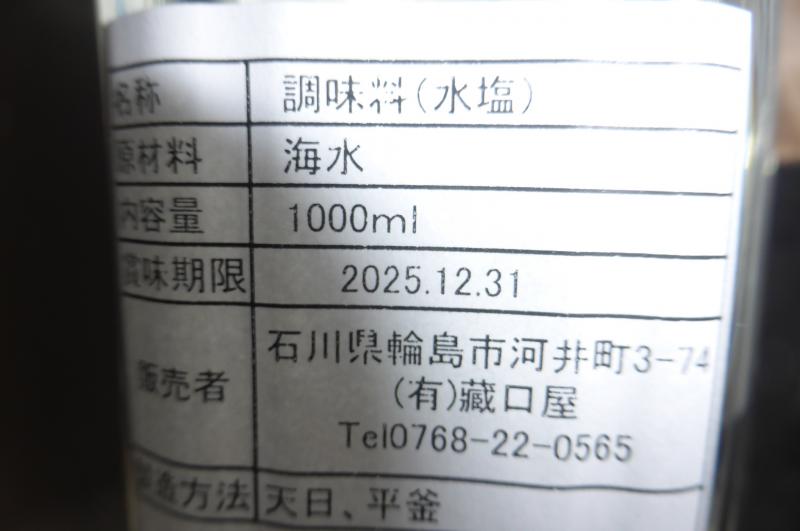 名称 調味料(水塩)
原材料 海水
内容量 1000ml
賞味期限 2025.12.31
販売者 石川県輪島市河井町3-74
(有)藏口屋
Tel0768-22-0565
製造方法 天日、平釜